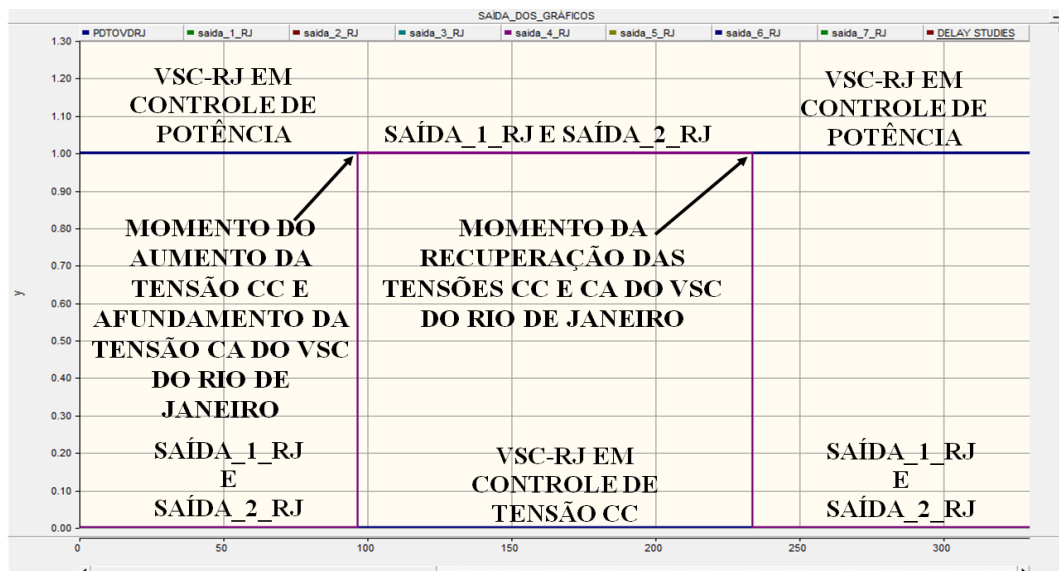 SAÍDA_DOS_GRÁFICOS
PDTOVDRJ saida_1_RJ saida_2_RJ saida_3_RJ saida_4_RJ saida_5_RJ saida_6_RJ saida_7_RJ DELAY STUDIES
1.30
1.20
1.10
1.00
0.90
0.80
0.70
0.60
0.50
0.40
0.30
0.20
0.10
0.00
y
VSC-RJ EM
CONTROLE DE
POTÊNCIA
SAÍDA_1_RJ E SAÍDA_2_RJ
VSC-RJ EM
CONTROLE DE
POTÊNCIA
MOMENTO DO
AUMENTO DA
TENSÃO CC E
AFUNDAMENTO DA
TENSÃO CA DO VSC
DO RIO DE
JANEIRO
MOMENTO DA
RECUPERAÇÃO DAS
TENSÕES CC E CA DO VSC
DO RIO DE JANEIRO
SAÍDA_1_RJ
E
SAÍDA_2_RJ
VSC-RJ EM
CONTROLE DE
TENSÃO CC
SAÍDA_1_RJ
E
SAÍDA_2_RJ
0 50 100 150 200 250 300